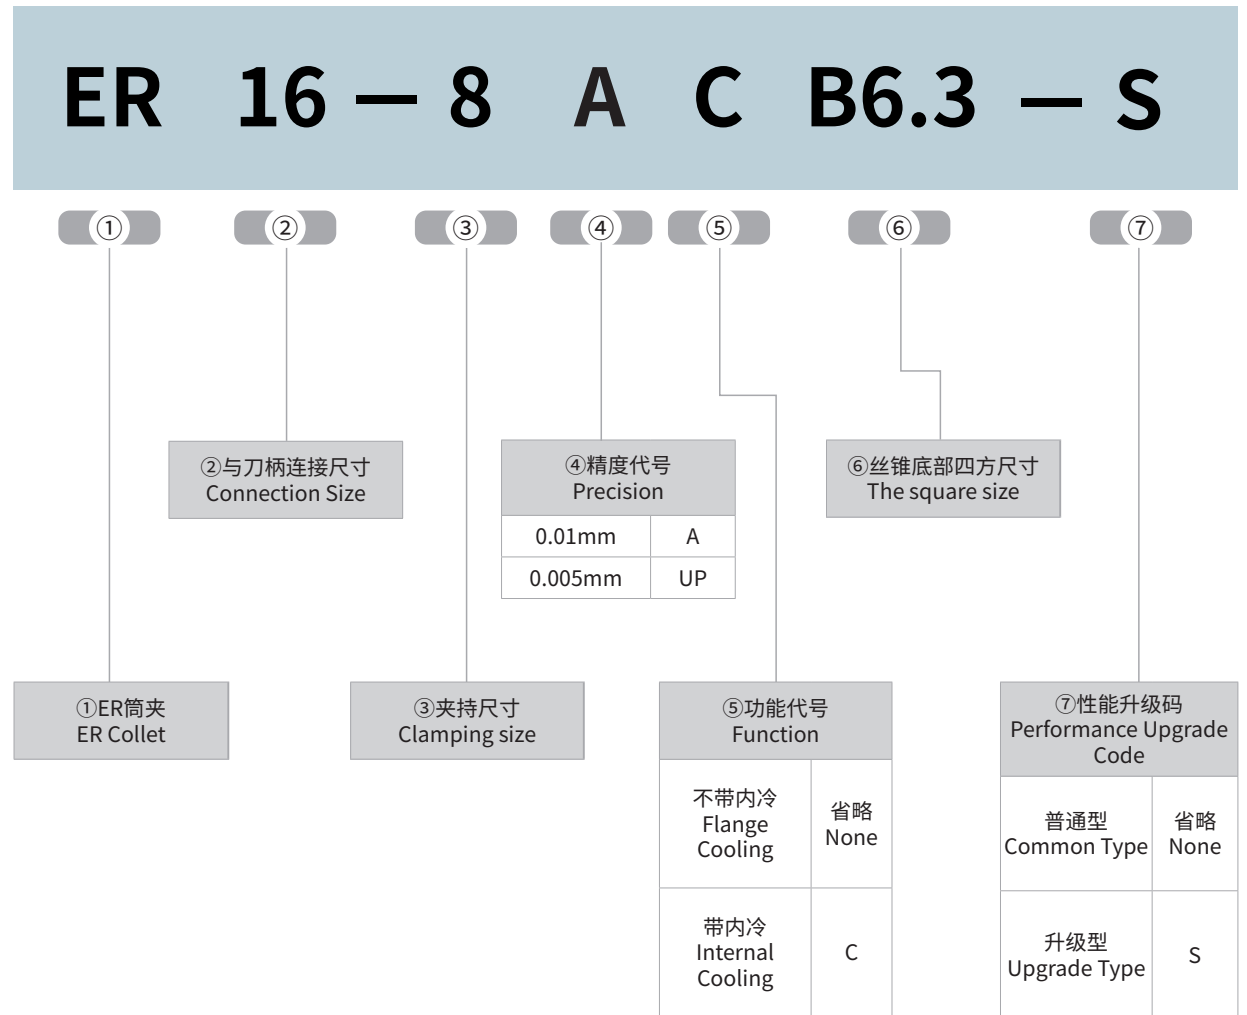 ER 16 — 8 A C B6.3 — S
① ② ③ ④ ⑤ ⑥ ⑦
②与刀柄连接尺寸
Connection Size
④精度代号
Precision
0.01mm A
0.005mm UP
⑥丝锥底部四方尺寸
The square size
①ER筒夹
ER Collet
③夹持尺寸
Clamping size
⑤功能代号
Function
不带内冷
Flange
Cooling
省略
None
带内冷
Internal
Cooling
C
⑦性能升级码
Performance Upgrade
Code
普通型
Common Type
省略
None
升级型
Upgrade Type
S